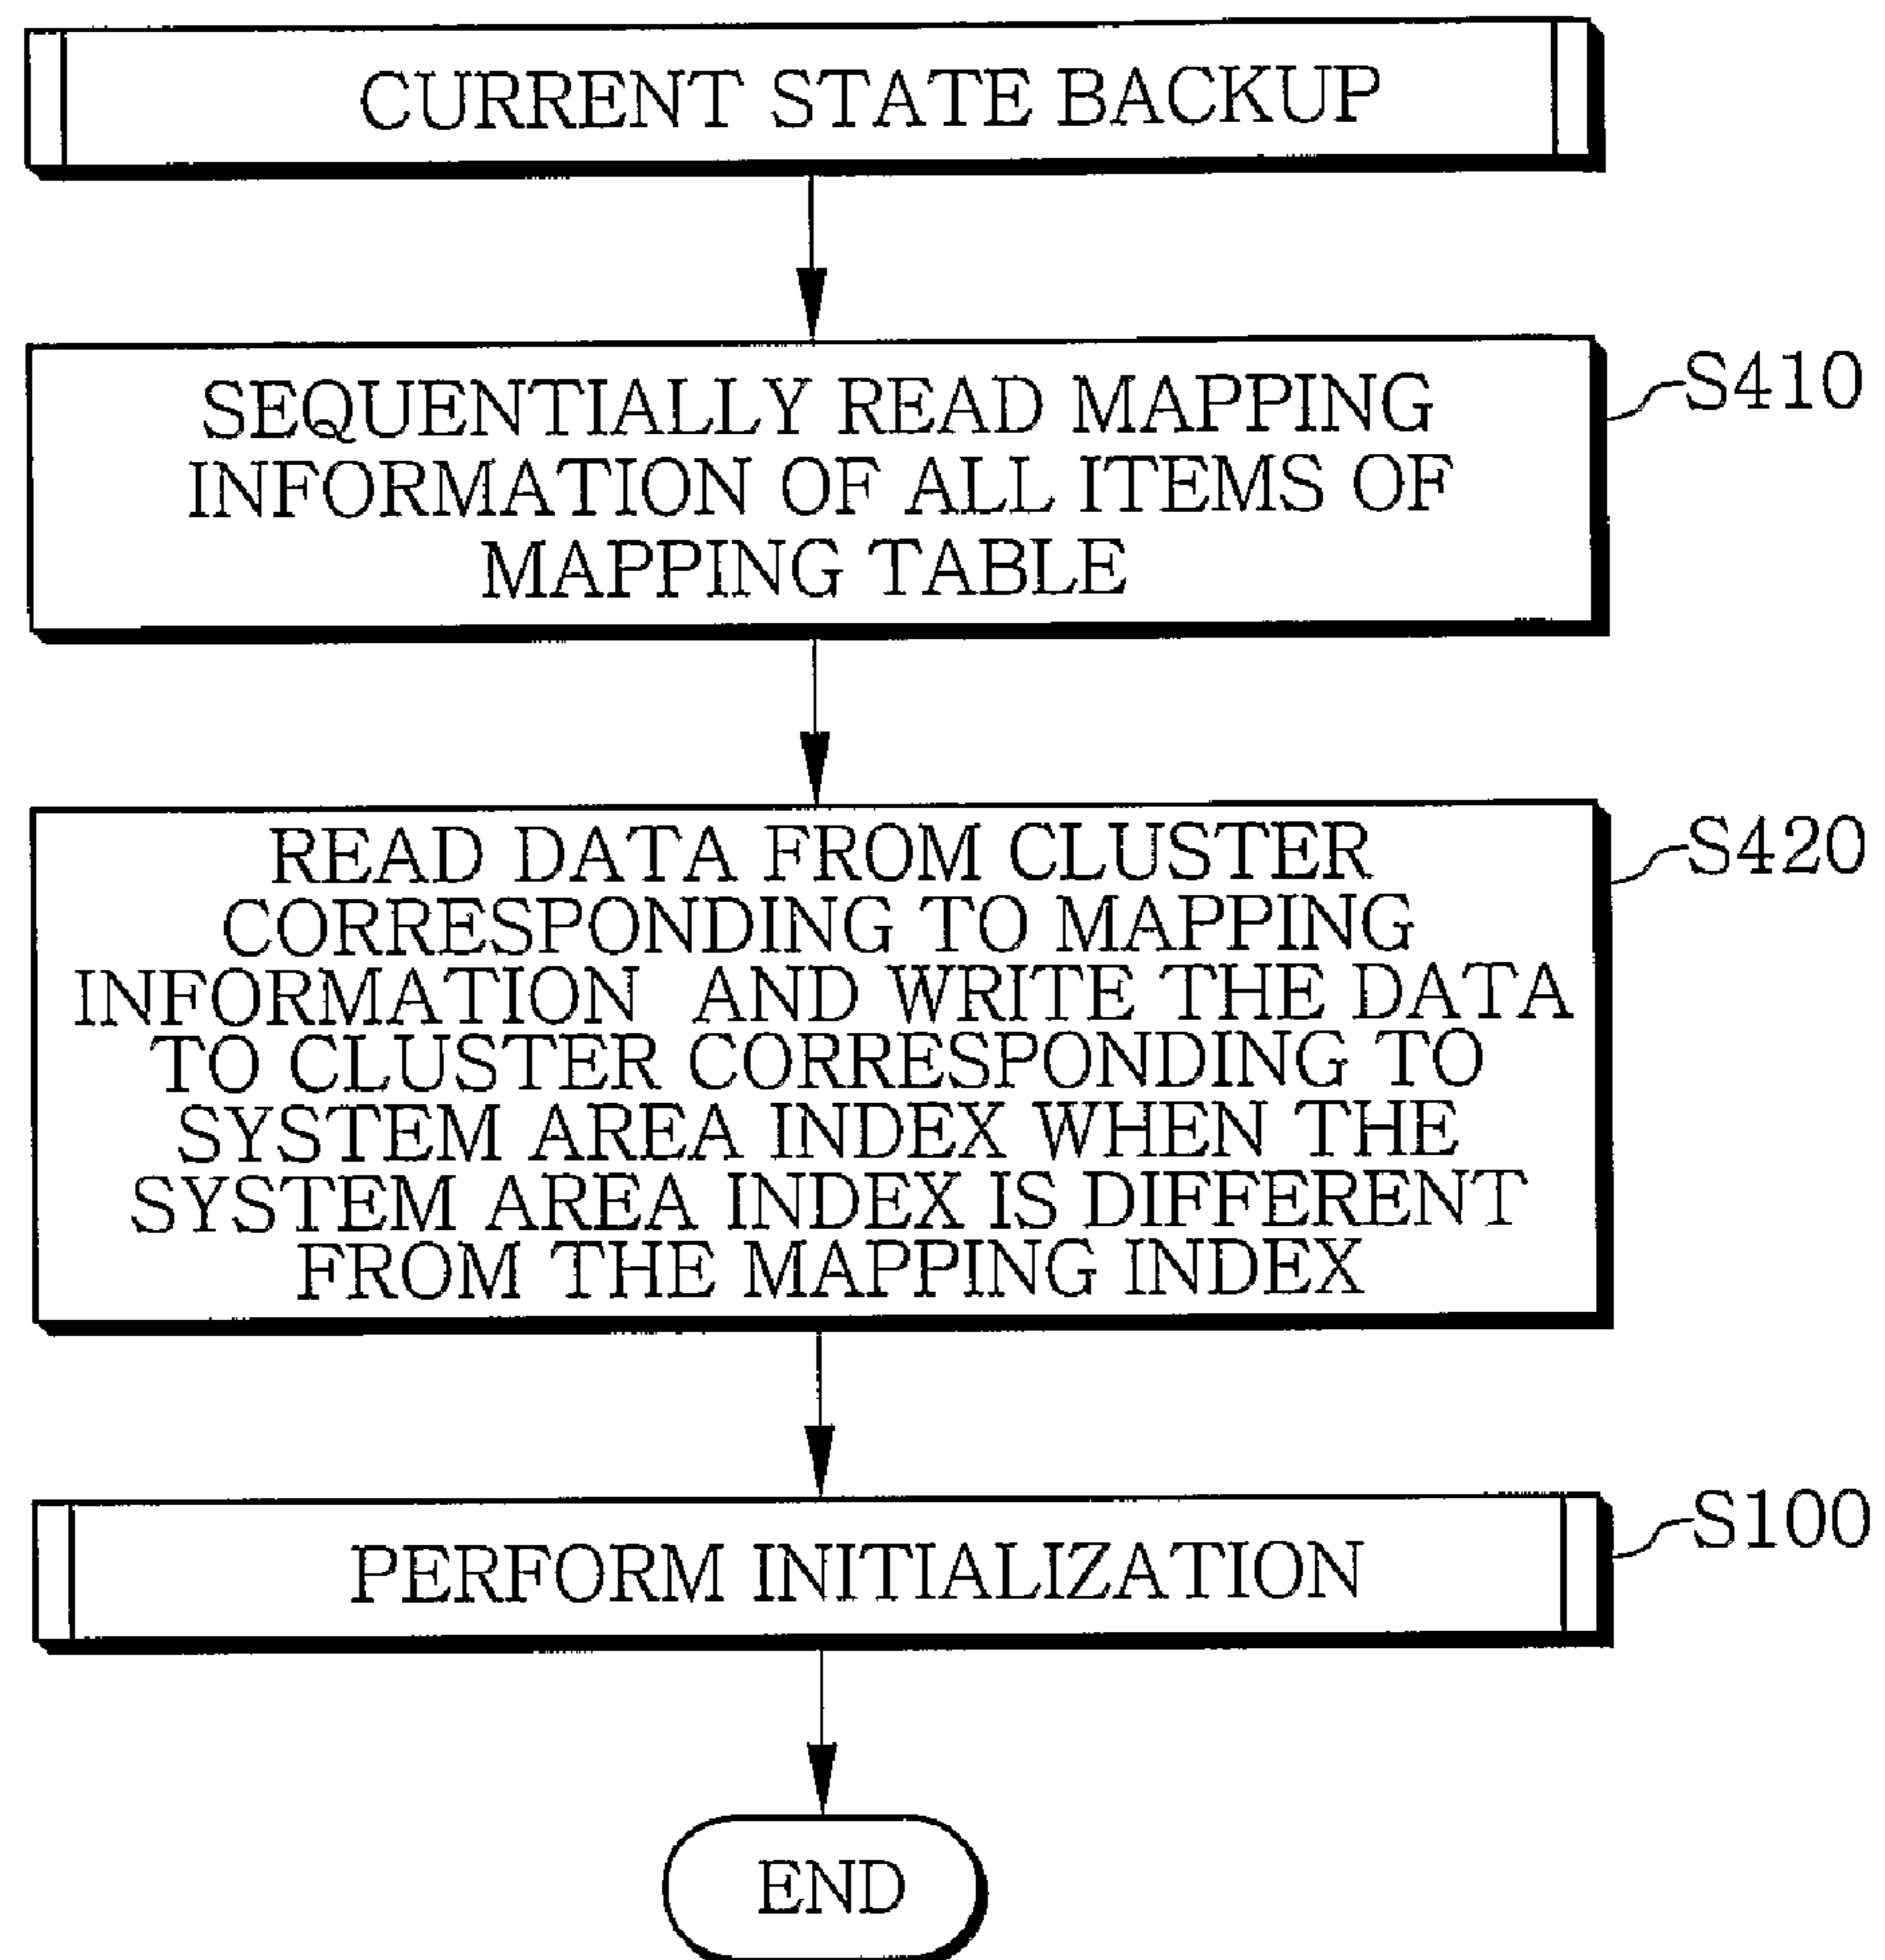 CURRENT STATE BACKUP
SEQUENTIALLY READ MAPPING
INFORMATION OF ALL ITEMS OF
MAPPING TABLE
S410
READ DATA FROM CLUSTER
CORRESPONDING TO MAPPING
INFORMATION AND WRITE THE DATA
TO CLUSTER CORRESPONDING TO
SYSTEM AREA INDEX WHEN THE
SYSTEM AREA INDEX IS DIFFERENT
FROM THE MAPPING INDEX
S420
PERFORM INITIALIZATION
S100
END